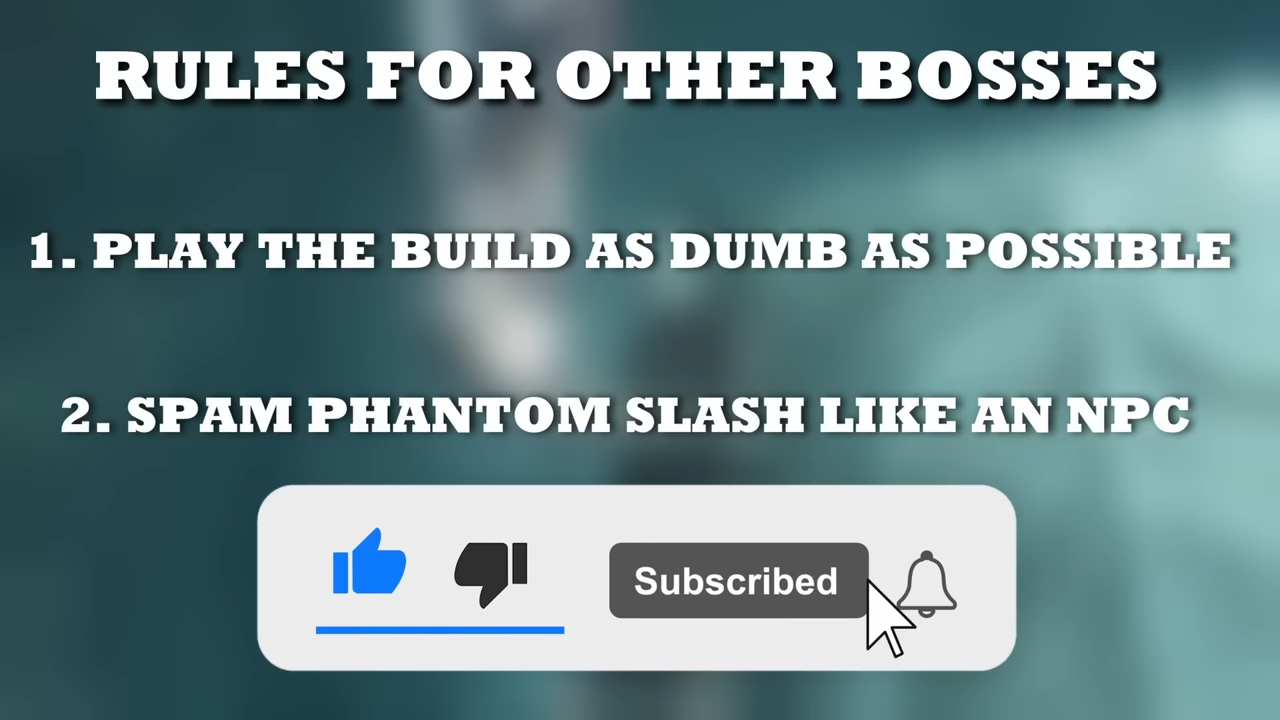 RULES FOR OTHER BOSSES
1. PLAY THE BUILD AS DUMB AS POSSIBLE
2. SPAM PHANTOM SLASH LIKE AN NPC
Subscribed